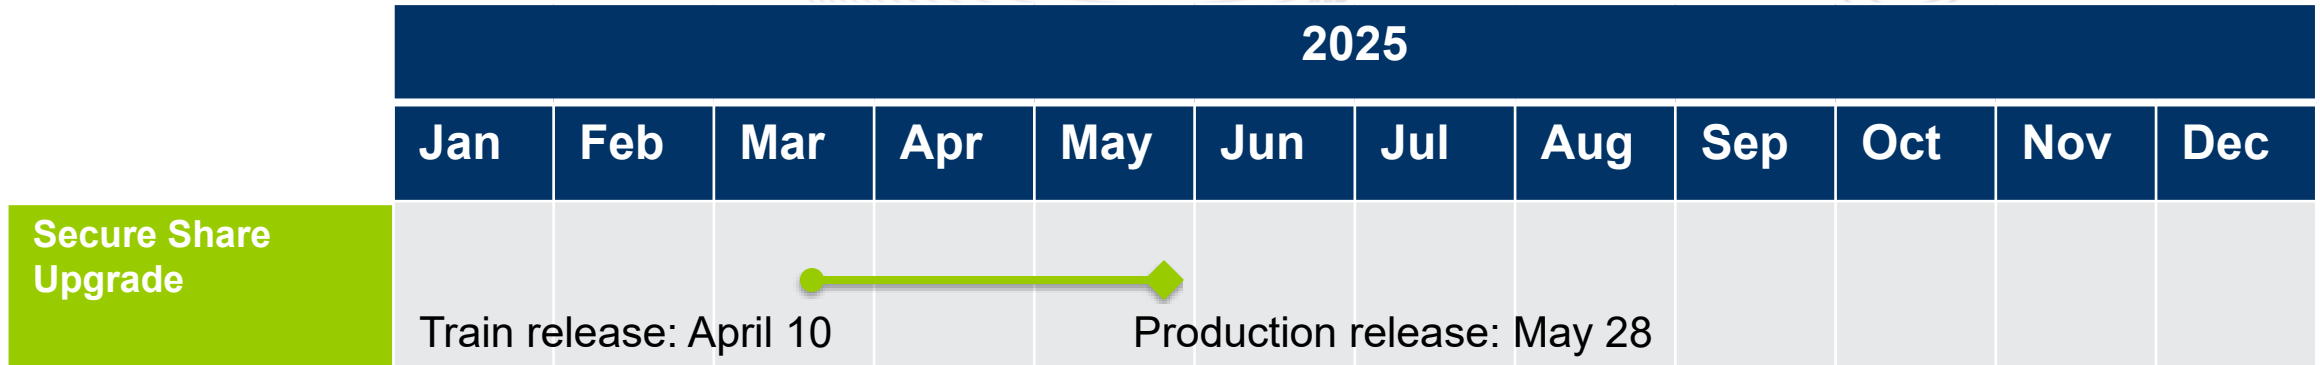 2025
Jan Feb Mar Apr May Jun Jul Aug Sep Oct Nov Dec
Secure Share
Upgrade
Train release: April 10 Production release: May 28